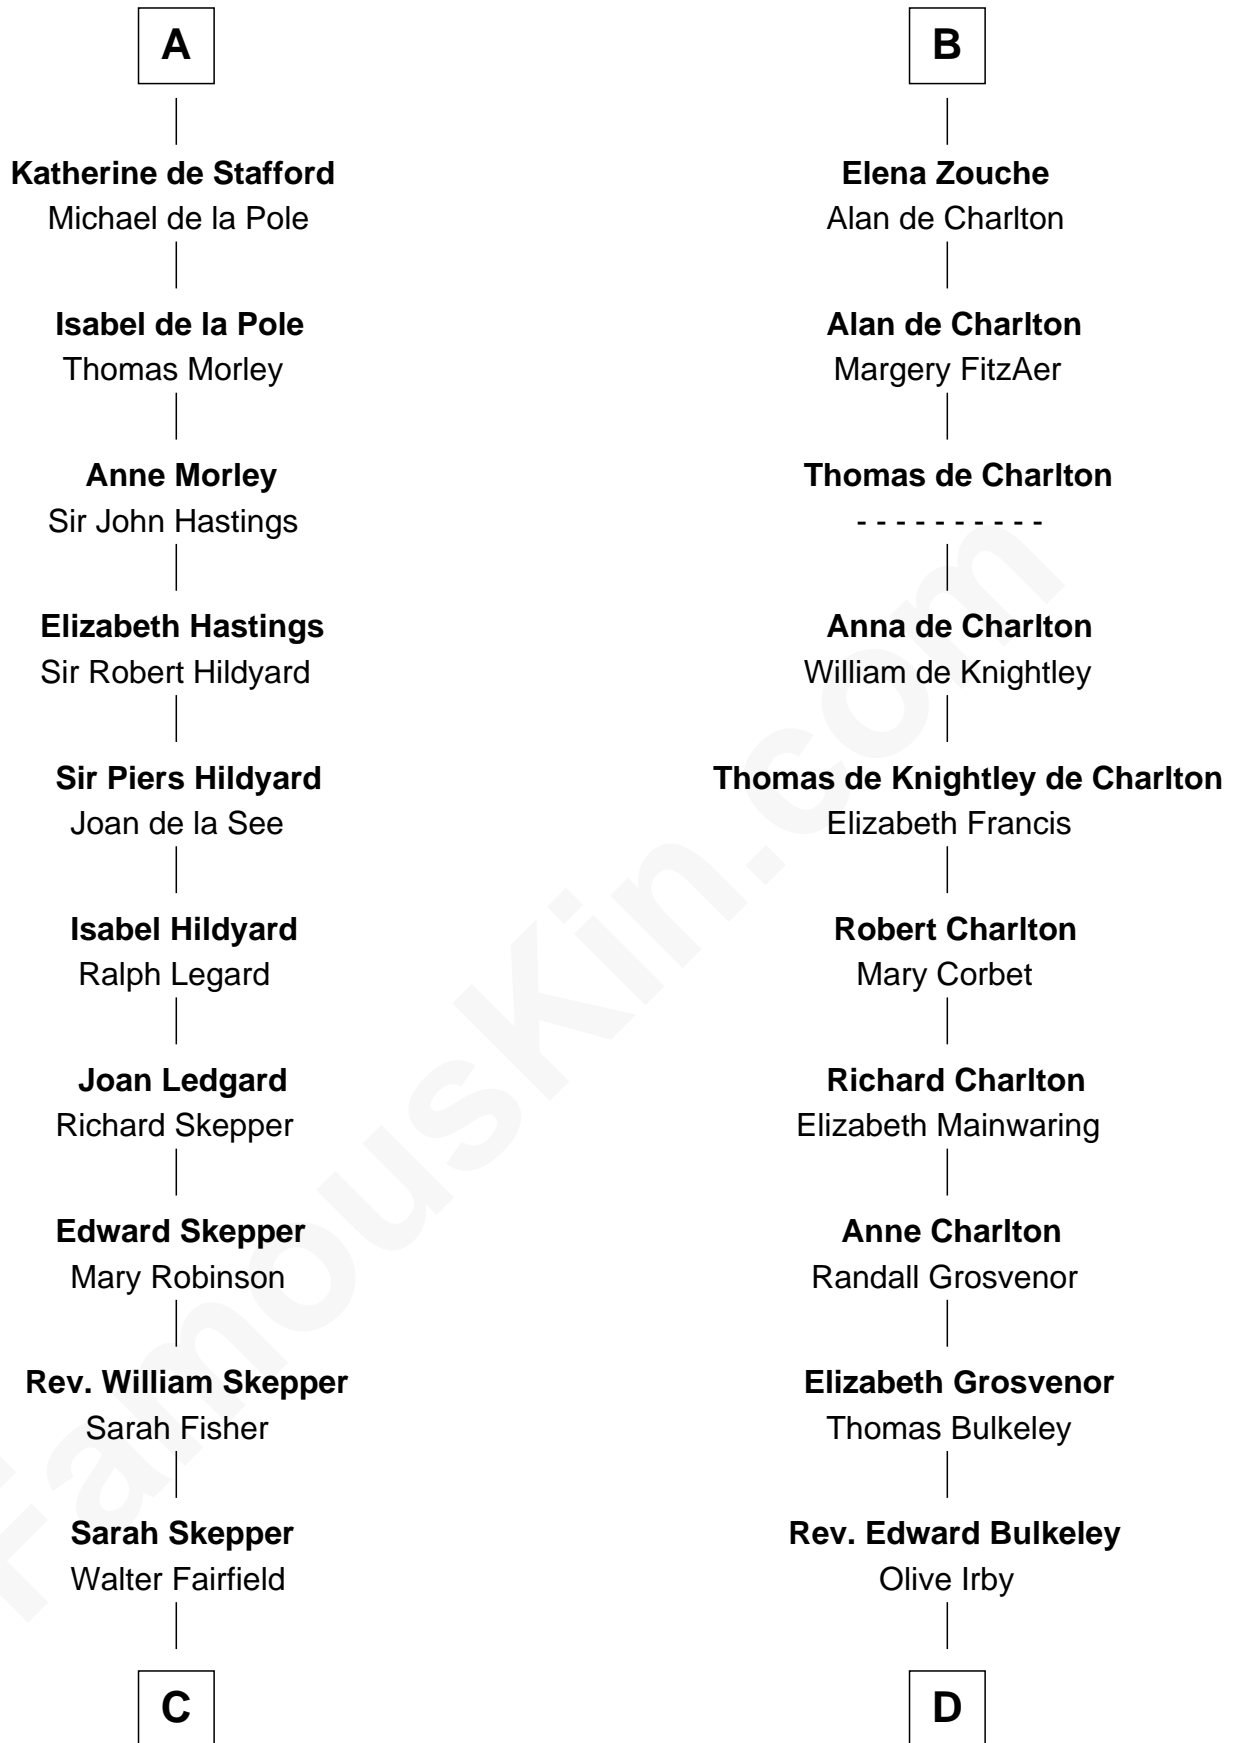 A
Katherine de Stafford
Michael de la Pole
Isabel de la Pole
Thomas Morley
Anne Morley
Sir John Hastings
Elizabeth Hastings
Sir Robert Hildyard
Sir Piers Hildyard
Joan de la See
Isabel Hildyard
Ralph Legard
Joan Ledgard
Richard Skepper
Edward Skepper
Mary Robinson
Rev. William Skepper
Sarah Fisher
Sarah Skepper
Walter Fairfield
C
B
Elena Zouche
Alan de Charlton
Alan de Charlton
Margery FitzAer
Thomas de Charlton
- - - - - - - - - -
Anna de Charlton
William de Knightley
Thomas de Knightley de Charlton
Elizabeth Francis
Robert Charlton
Mary Corbet
Richard Charlton
Elizabeth Mainwaring
Anne Charlton
Randall Grosvenor
Elizabeth Grosvenor
Thomas Bulkeley
Rev. Edward Bulkeley
Olive Irby
D
FamousKin.com